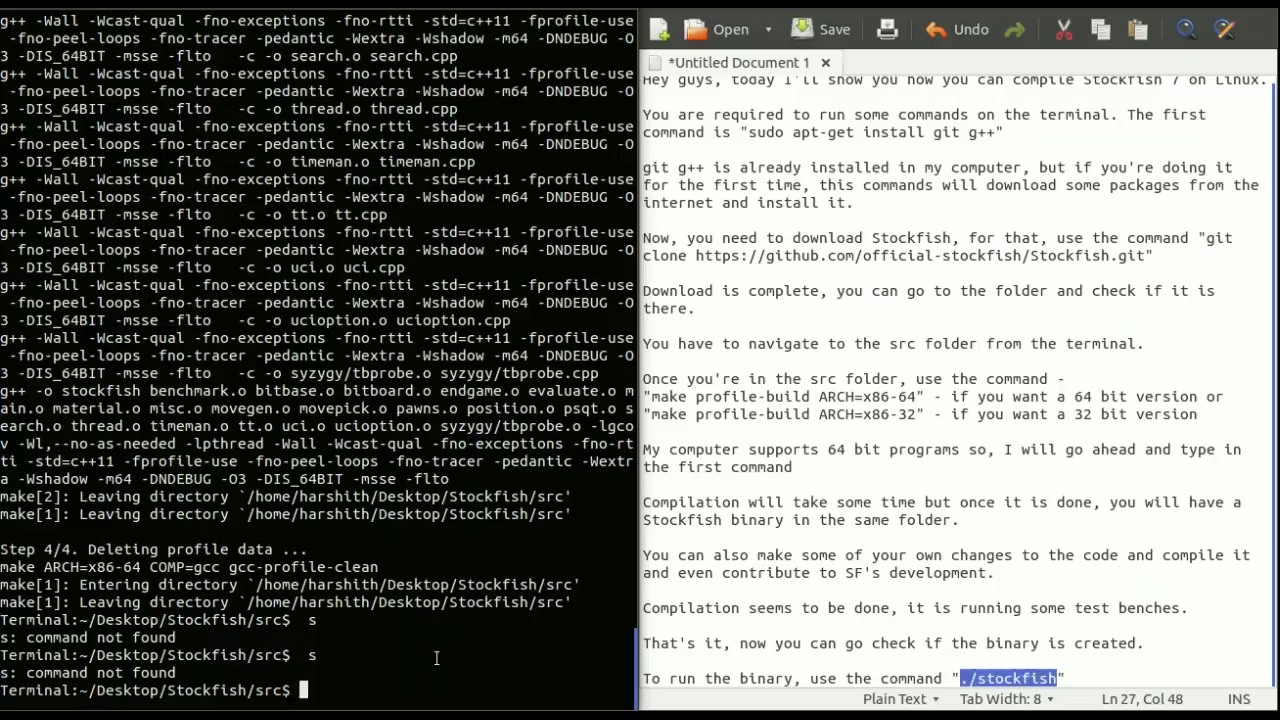 g++ -Wall -Wcast-qual -fno-exceptions -fno-rtti -std=c++11 -fprofile-use
-fno-peel-loops -fno-tracer -pedantic -Wextra -Wshadow -m64 -DNDEBUG -O
3 -DIS_64BIT -msse -flto   -c -o search.o search.cpp
g++ -Wall -Wcast-qual -fno-exceptions -fno-rtti -std=c++11 -fprofile-use
-fno-peel-loops -fno-tracer -pedantic -Wextra -Wshadow -m64 -DNDEBUG -O
3 -DIS_64BIT -msse -flto   -c -o thread.o thread.cpp
g++ -Wall -Wcast-qual -fno-exceptions -fno-rtti -std=c++11 -fprofile-use
-fno-peel-loops -fno-tracer -pedantic -Wextra -Wshadow -m64 -DNDEBUG -O
3 -DIS_64BIT -msse -flto   -c -o timeman.o timeman.cpp
g++ -Wall -Wcast-qual -fno-exceptions -fno-rtti -std=c++11 -fprofile-use
-fno-peel-loops -fno-tracer -pedantic -Wextra -Wshadow -m64 -DNDEBUG -O
3 -DIS_64BIT -msse -flto   -c -o tt.o tt.cpp
g++ -Wall -Wcast-qual -fno-exceptions -fno-rtti -std=c++11 -fprofile-use
-fno-peel-loops -fno-tracer -pedantic -Wextra -Wshadow -m64 -DNDEBUG -O
3 -DIS_64BIT -msse -flto   -c -o uci.o uci.cpp
g++ -Wall -Wcast-qual -fno-exceptions -fno-rtti -std=c++11 -fprofile-use
-fno-peel-loops -fno-tracer -pedantic -Wextra -Wshadow -m64 -DNDEBUG -O
3 -DIS_64BIT -msse -flto   -c -o ucioption.o ucioption.cpp
g++ -Wall -Wcast-qual -fno-exceptions -fno-rtti -std=c++11 -fprofile-use
-fno-peel-loops -fno-tracer -pedantic -Wextra -Wshadow -m64 -DNDEBUG -O
3 -DIS_64BIT -msse -flto   -c -o syzygy/tbprobe.o syzygy/tbprobe.cpp
g++ -o stockfish benchmark.o bitbase.o bitboard.o endgame.o evaluate.o m
ain.o material.o misc.o movegen.o movepick.o pawns.o position.o psqt.o s
earch.o thread.o timeman.o tt.o uci.o ucioption.o syzygy/tbprobe.o -lgco
v -Wl,--no-as-needed -lpthread -Wall -Wcast-qual -fno-exceptions -fno-rt
ti -std=c++11 -fprofile-use -fno-peel-loops -fno-tracer -pedantic -Wextr
a -Wshadow -m64 -DNDEBUG -O3 -DIS_64BIT -msse -flto
make[2]: Leaving directory `/home/harshith/Desktop/Stockfish/src'
make[1]: Leaving directory `/home/harshith/Desktop/Stockfish/src'
Step 4/4. Deleting profile data ...
make ARCH=x86-64 COMP=gcc gcc-profile-clean
make[1]: Entering directory `/home/harshith/Desktop/Stockfish/src'
make[1]: Leaving directory `/home/harshith/Desktop/Stockfish/src'
Terminal:~/Desktop/Stockfish/src$  s
s: command not found
Terminal:~/Desktop/Stockfish/src$  s
s: command not found
Terminal:~/Desktop/Stockfish/src$
Open Save Undo
*Untitled Document 1
Hey guys, today I'll show you how you can compile Stockfish 7 on Linux.
You are required to run some commands on the terminal. The first
command is "sudo apt-get install git g++"
git g++ is already installed in my computer, but if you're doing it
for the first time, this commands will download some packages from the
internet and install it.
Now, you need to download Stockfish, for that, use the command "git
clone https://github.com/official-stockfish/Stockfish.git"
Download is complete, you can go to the folder and check if it is
there.
You have to navigate to the src folder from the terminal.
Once you're in the src folder, use the command -
"make profile-build ARCH=x86-64" - if you want a 64 bit version or
"make profile-build ARCH=x86-32" - if you want a 32 bit version
My computer supports 64 bit programs so, I will go ahead and type in
the first command
Compilation will take some time but once it is done, you will have a
Stockfish binary in the same folder.
You can also make some of your own changes to the code and compile it
and even contribute to SF's development.
Compilation seems to be done, it is running some test benches.
That's it, now you can go check if the binary is created.
To run the binary, use the command "./stockfish"
Plain Text Tab Width: 8 Ln 27, Col 48 INS